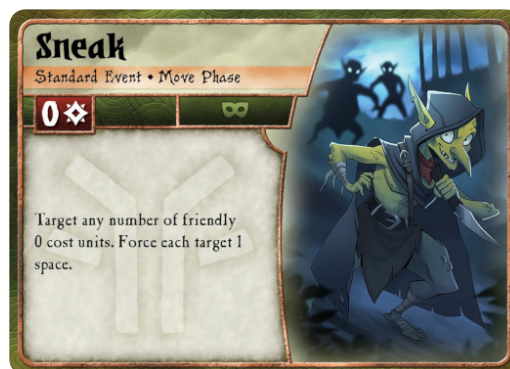 Sneak
Standard Event • Move Phase
0
Target any number of friendly
0 cost units. Force each target 1
space.